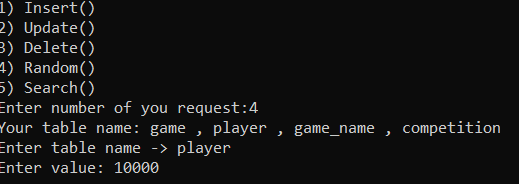 1) Insert()
2) Update()
3) Delete()
4) Random()
5) Search()
Enter number of you request:4
Your table name: game , player , game_name , competition
Enter table name -> player
Enter value: 10000